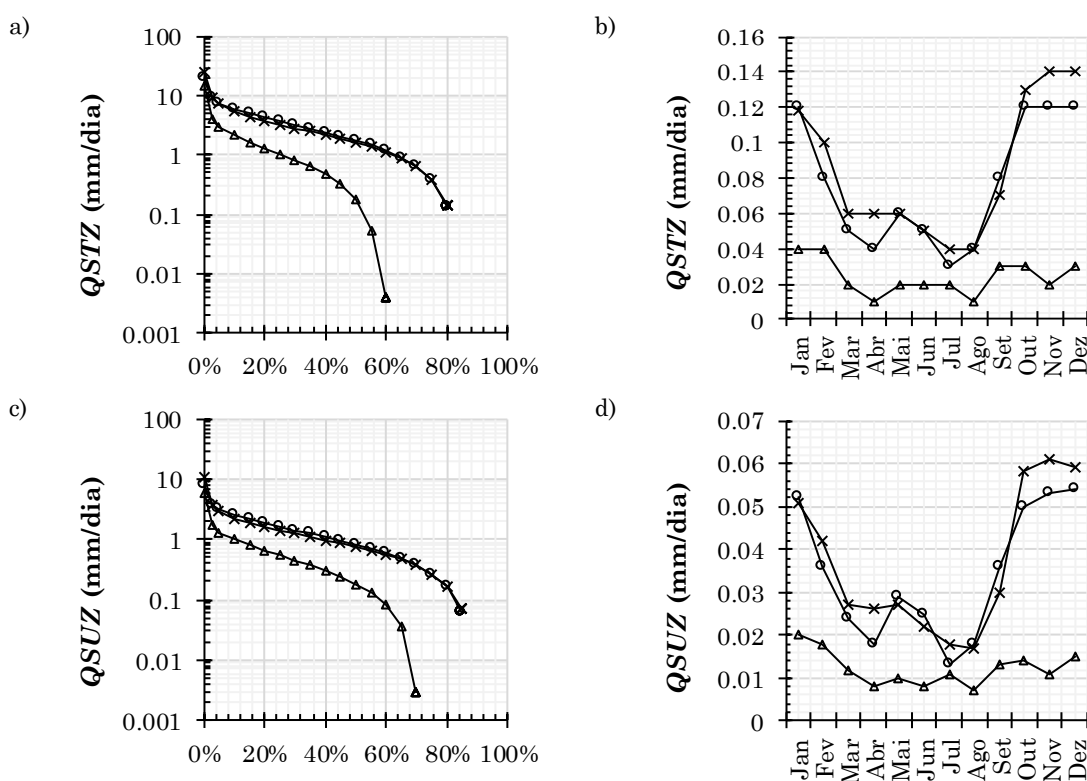 a)
100
10
1
0.1
0.01
0.001
QSTZ (mm/dia)
0% 20% 40% 60% 80% 100%
b)
0.16
0.14
0.12
0.10
0.08
0.06
0.04
0.02
0
QSTZ (mm/dia)
Jan
Fev
Mar
Abr
Mai
Jun
Jul
Ago
Set
Out
Nov
Dez
c)
100
10
1
0.1
0.01
0.001
QSUZ (mm/dia)
0% 20% 40% 60% 80% 100%
d)
0.07
0.06
0.05
0.04
0.03
0.02
0.01
0
QSUZ (mm/dia)
Jan
Fev
Mar
Abr
Mai
Jun
Jul
Ago
Set
Out
Nov
Dez